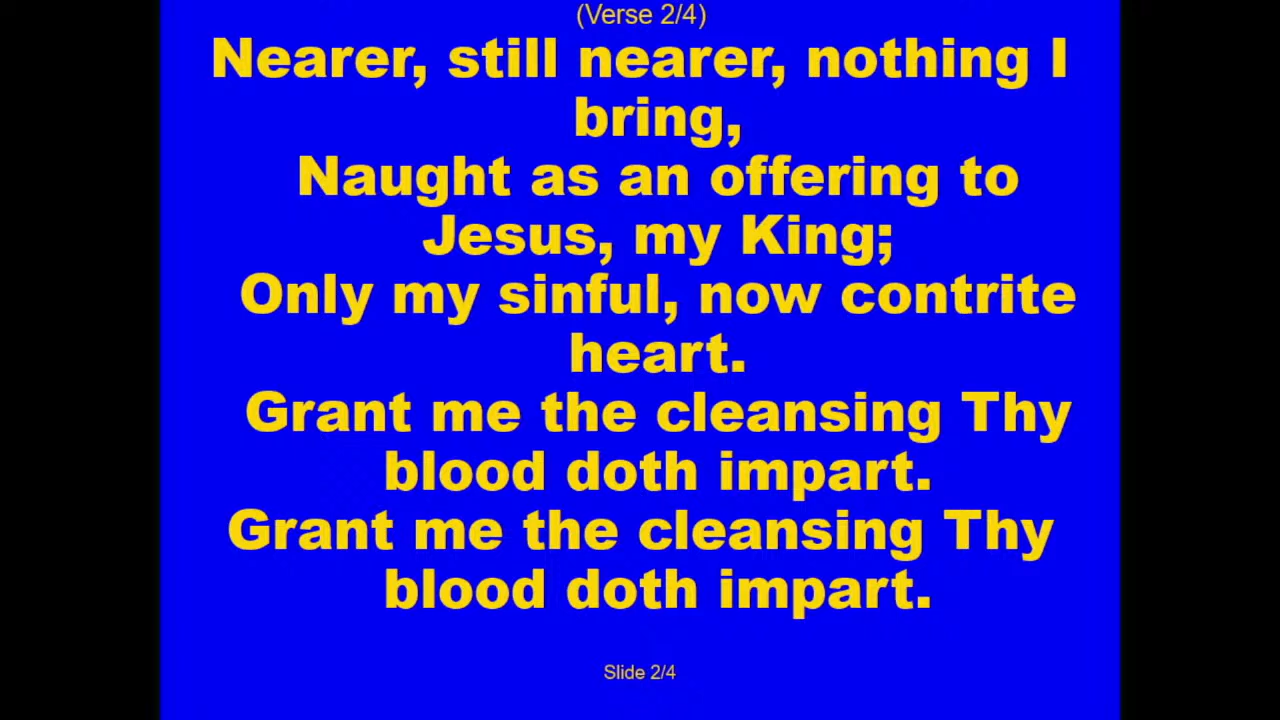 (Verse 2/4)
Nearer, still nearer, nothing I
bring,
Naught as an offering to
Jesus, my King;
Only my sinful, now contrite
heart.
Grant me the cleansing Thy
blood doth impart.
Grant me the cleansing Thy
blood doth impart.
Slide 2/4